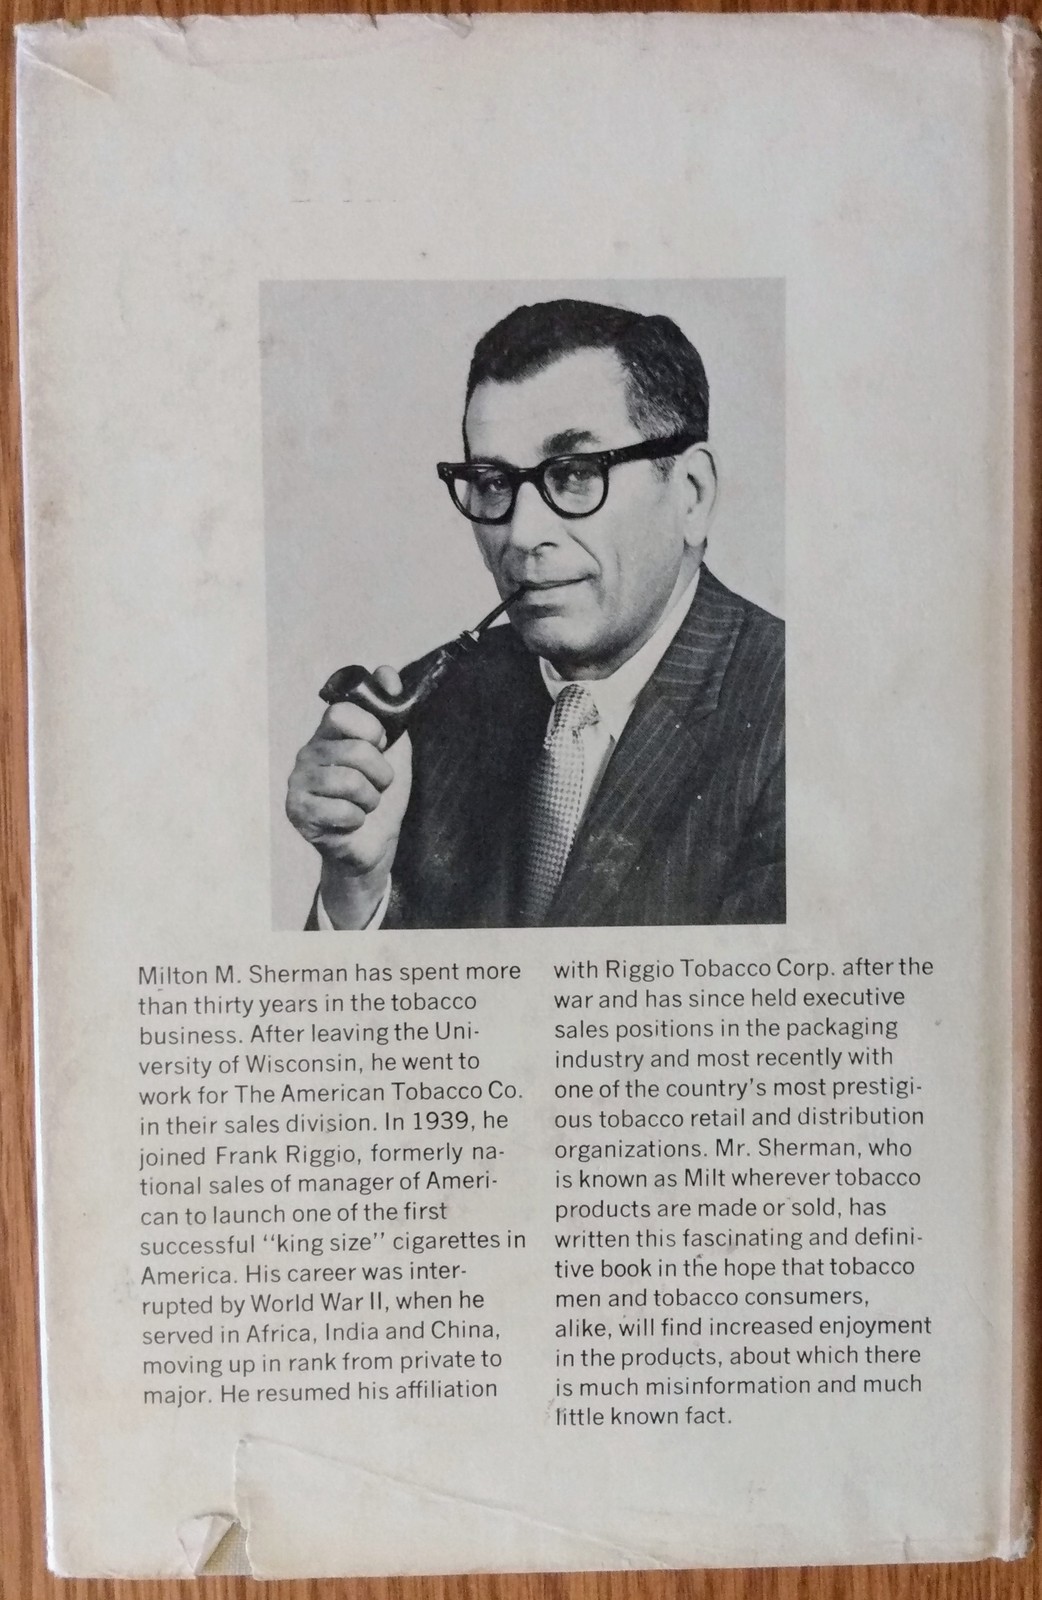 Milton M. Sherman has spent more
than thirty years in the tobacco
business. After leaving the Uni-
versity of Wisconsin, he went to
work for The American Tobacco Co.
in their sales division. In 1939, he
joined Frank Riggio, formerly na-
tional sales of manager of Ameri-
can to launch one of the first
successful “king size” cigarettes in
America. His career was inter-
rupted by World War II, when he
served in Africa, India and China,
moving up in rank from private to
major. He resumed his affiliation
with Riggio Tobacco Corp. after the
war and has since held executive
sales positions in the packaging
industry and most recently with
one of the country's most prestigi-
ous tobacco retail and distribution
organizations. Mr. Sherman, who
is known as Milt wherever tobacco
products are made or sold, has
written this fascinating and defini-
tive book in the hope that tobacco
men and tobacco consumers,
alike, will find increased enjoyment
in the products, about which there
is much misinformation and much
little known fact.